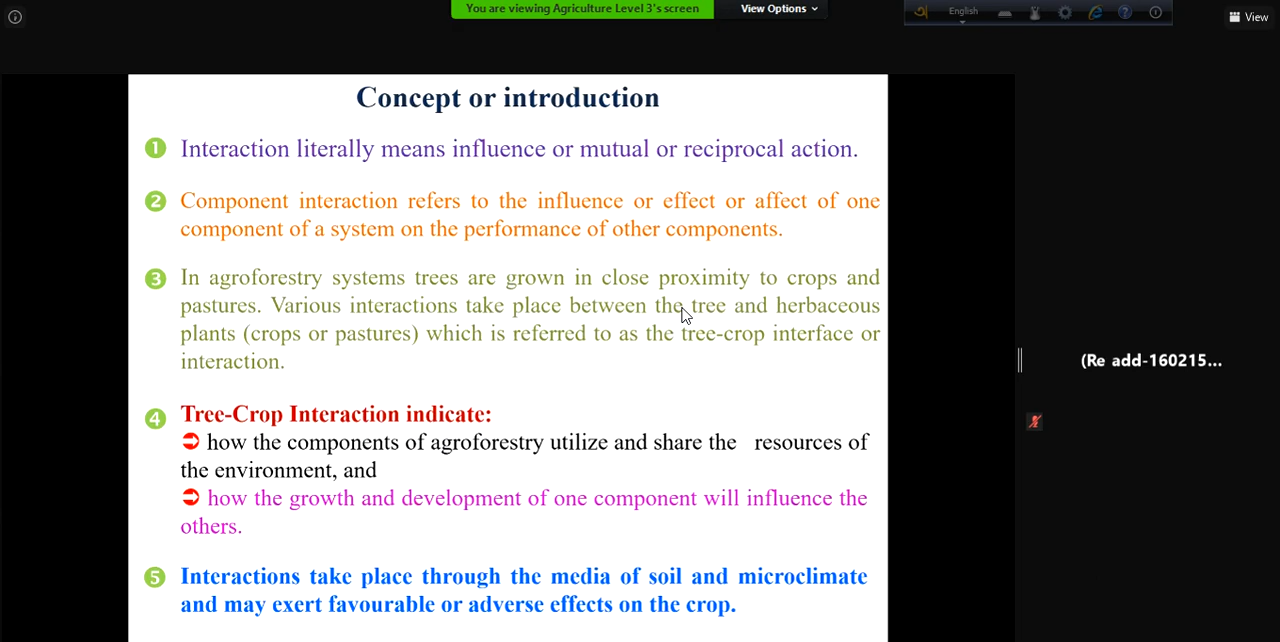 You are viewing Agriculture Level 3's screen
View Options
English
View
Concept or introduction
1 Interaction literally means influence or mutual or reciprocal action.
2 Component interaction refers to the influence or effect or affect of one
component of a system on the performance of other components.
3 In agroforestry systems trees are grown in close proximity to crops and
pastures. Various interactions take place between the tree and herbaceous
plants (crops or pastures) which is referred to as the tree-crop interface or
interaction.
(Re add-160215...
4 Tree-Crop Interaction indicate:
➲ how the components of agroforestry utilize and share the resources of
the environment, and
➲ how the growth and development of one component will influence the
others.
5 Interactions take place through the media of soil and microclimate
and may exert favourable or adverse effects on the crop.